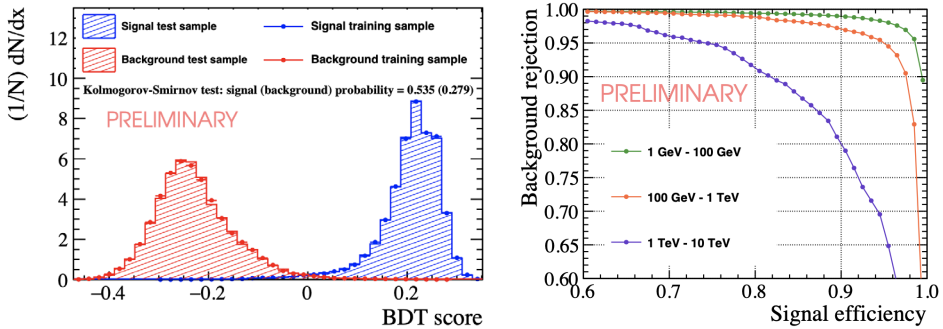 (1/N) dN/dx
12
10
8
6
4
2
0
Signal test sample
Signal training sample
Background test sample
Background training sample
Kolmogorov-Smirnov test: signal (background) probability = 0.535 (0.279)
PRELIMINARY
−0.4
−0.2
0
0.2
BDT score
Background rejection
1.00
0.95
0.90
0.85
0.80
0.75
0.70
0.65
0.60
PRELIMINARY
1 GeV - 100 GeV
100 GeV - 1 TeV
1 TeV - 10 TeV
0.6
0.7
0.8
0.9
1.0
Signal efficiency